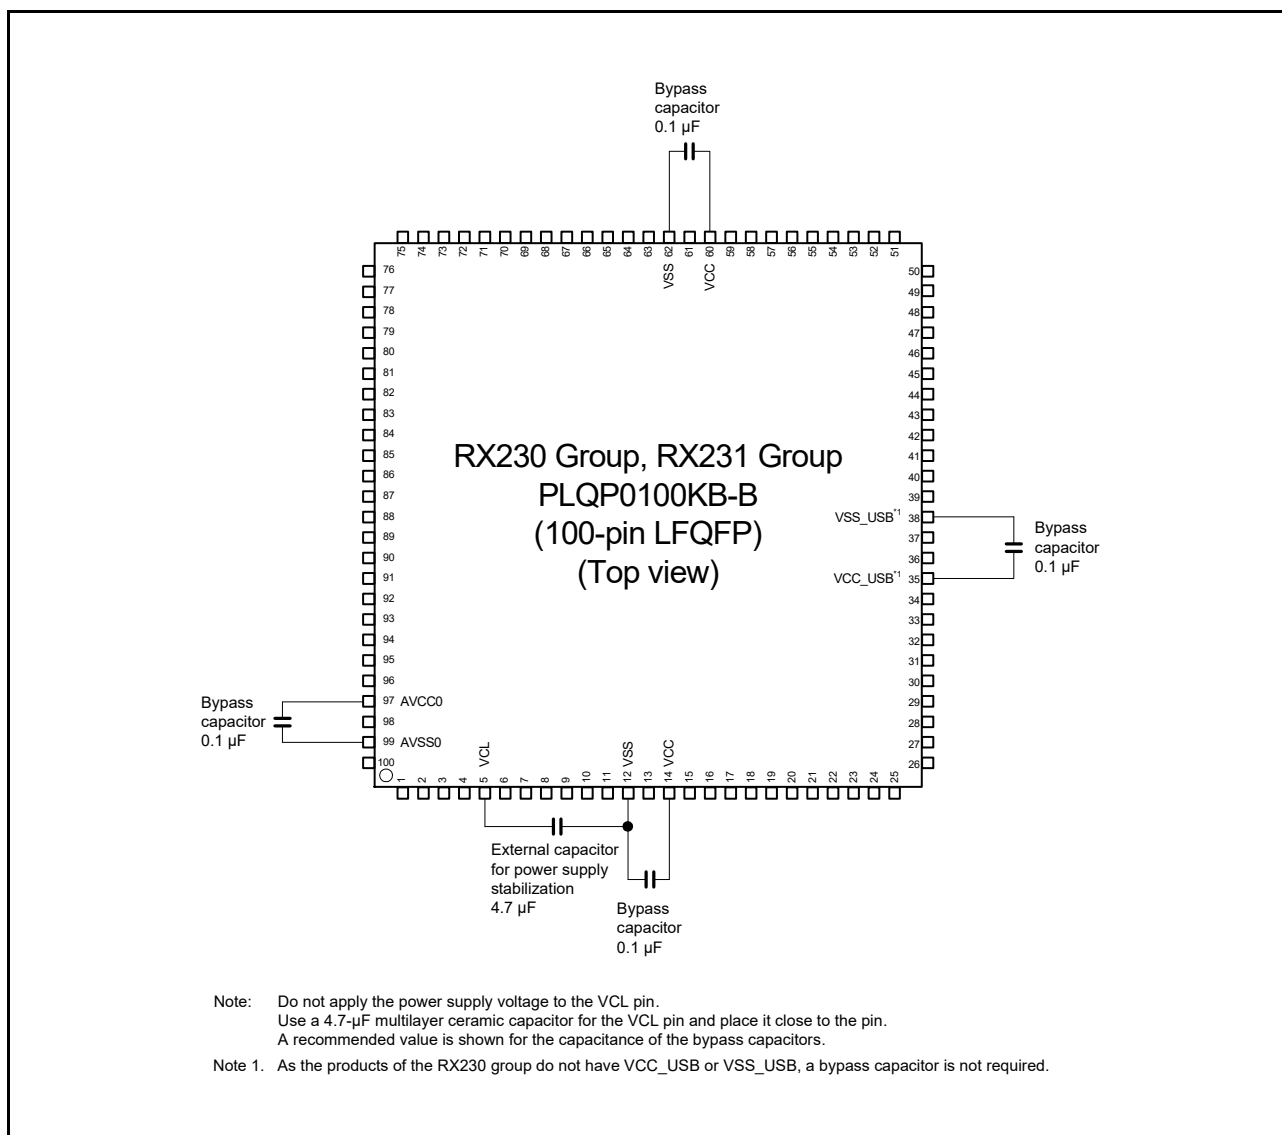 Bypass
capacitor
0.1 µF
75 74 73 72 71 70 69 68 67 66 65 64 63 62 61 60 59 58 57 56 55 54 53 52 51
VSS
VCC
76
77
78
79
80
81
82
83
84
85
86
87
88
89
90
91
92
93
94
95
96
97 AVCC0
98
99 AVSS0
100
Bypass
capacitor
0.1 µF
RX230 Group, RX231 Group
PLQP0100KB-B
(100-pin LFQFP)
(Top view)
50
49
48
47
46
45
44
43
42
41
40
39
VSS_USB*1 38
37
36
VCC_USB*1 35
34
33
32
31
30
29
28
27
26
Bypass
capacitor
0.1 µF
VCL
VSS
VCC
1 2 3 4 5 6 7 8 9 10 11 12 13 14 15 16 17 18 19 20 21 22 23 24 25
External capacitor
for power supply
stabilization
4.7 µF
Bypass
capacitor
0.1 µF
Note: Do not apply the power supply voltage to the VCL pin.
Use a 4.7-µF multilayer ceramic capacitor for the VCL pin and place it close to the pin.
A recommended value is shown for the capacitance of the bypass capacitors.
Note 1. As the products of the RX230 group do not have VCC_USB or VSS_USB, a bypass capacitor is not required.